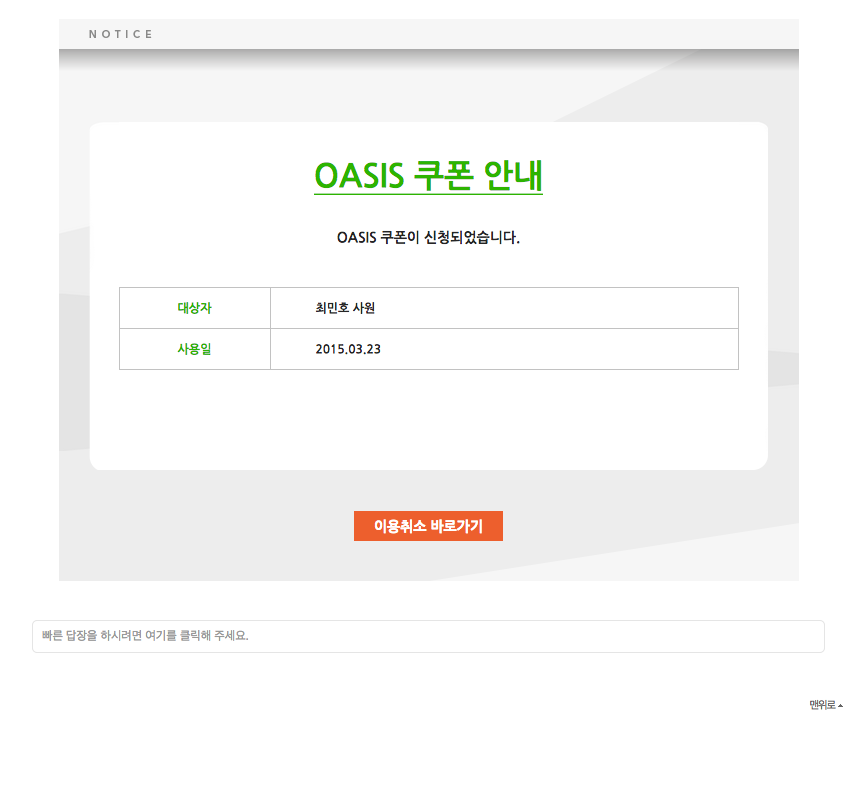 NOTICE
OASIS 쿠폰 안내
OASIS 쿠폰이 신청되었습니다.
대상자 최민호 사원
사용일 2015.03.23
이용취소 바로가기
빠른 답장을 하시려면 여기를 클릭해 주세요.
맨위로